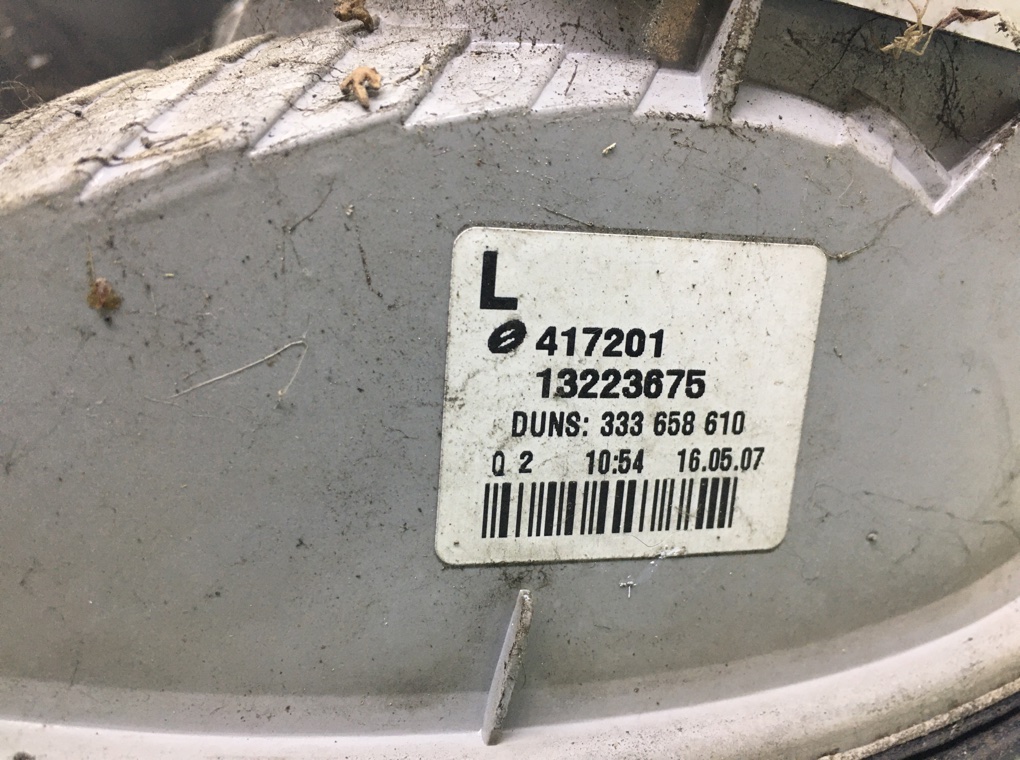 L
417201
13223675
DUNS: 333 658 610
Q 2 10:54 16.05.07